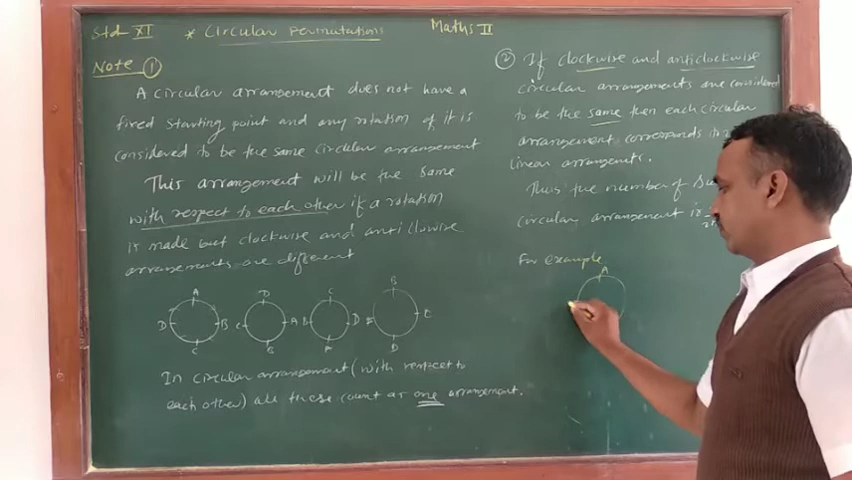 Std XI * Circular Permutations Maths II
Note ①
A circular arrangement does not have a
fixed starting point and any rotation of it is
considered to be the same circular arrangement
This arrangement will be the same
with respect to each other if a rotation
is made but clockwise and anticlowise
arrangements are different
A B C D
D A B C
C D A B
B C D E
In circular arrangement (with respect to
each other) all these count as one arrangement.
② If clockwise and anticlockwise
circular arrangements are considered
to be the same then each circular
arrangement corresponds to
linear arrangements.
Thus the number of
circular arrangement is
For example
A